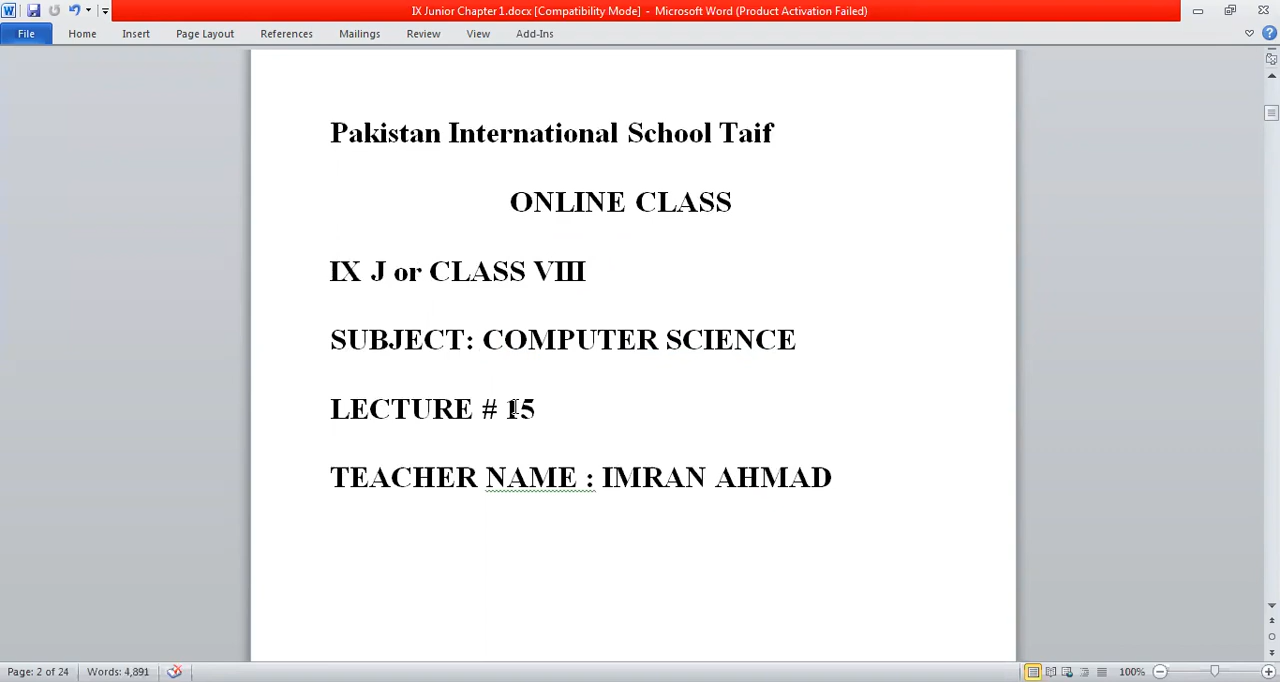 IX Junior Chapter 1.docx [Compatibility Mode] - Microsoft Word (Product Activation Failed)
File Home Insert Page Layout References Mailings Review View Add-Ins
Pakistan International School Taif
ONLINE CLASS
IX J or CLASS VIII
SUBJECT: COMPUTER SCIENCE
LECTURE # 15
TEACHER NAME : IMRAN AHMAD
Page: 2 of 24 Words: 4,891 100%